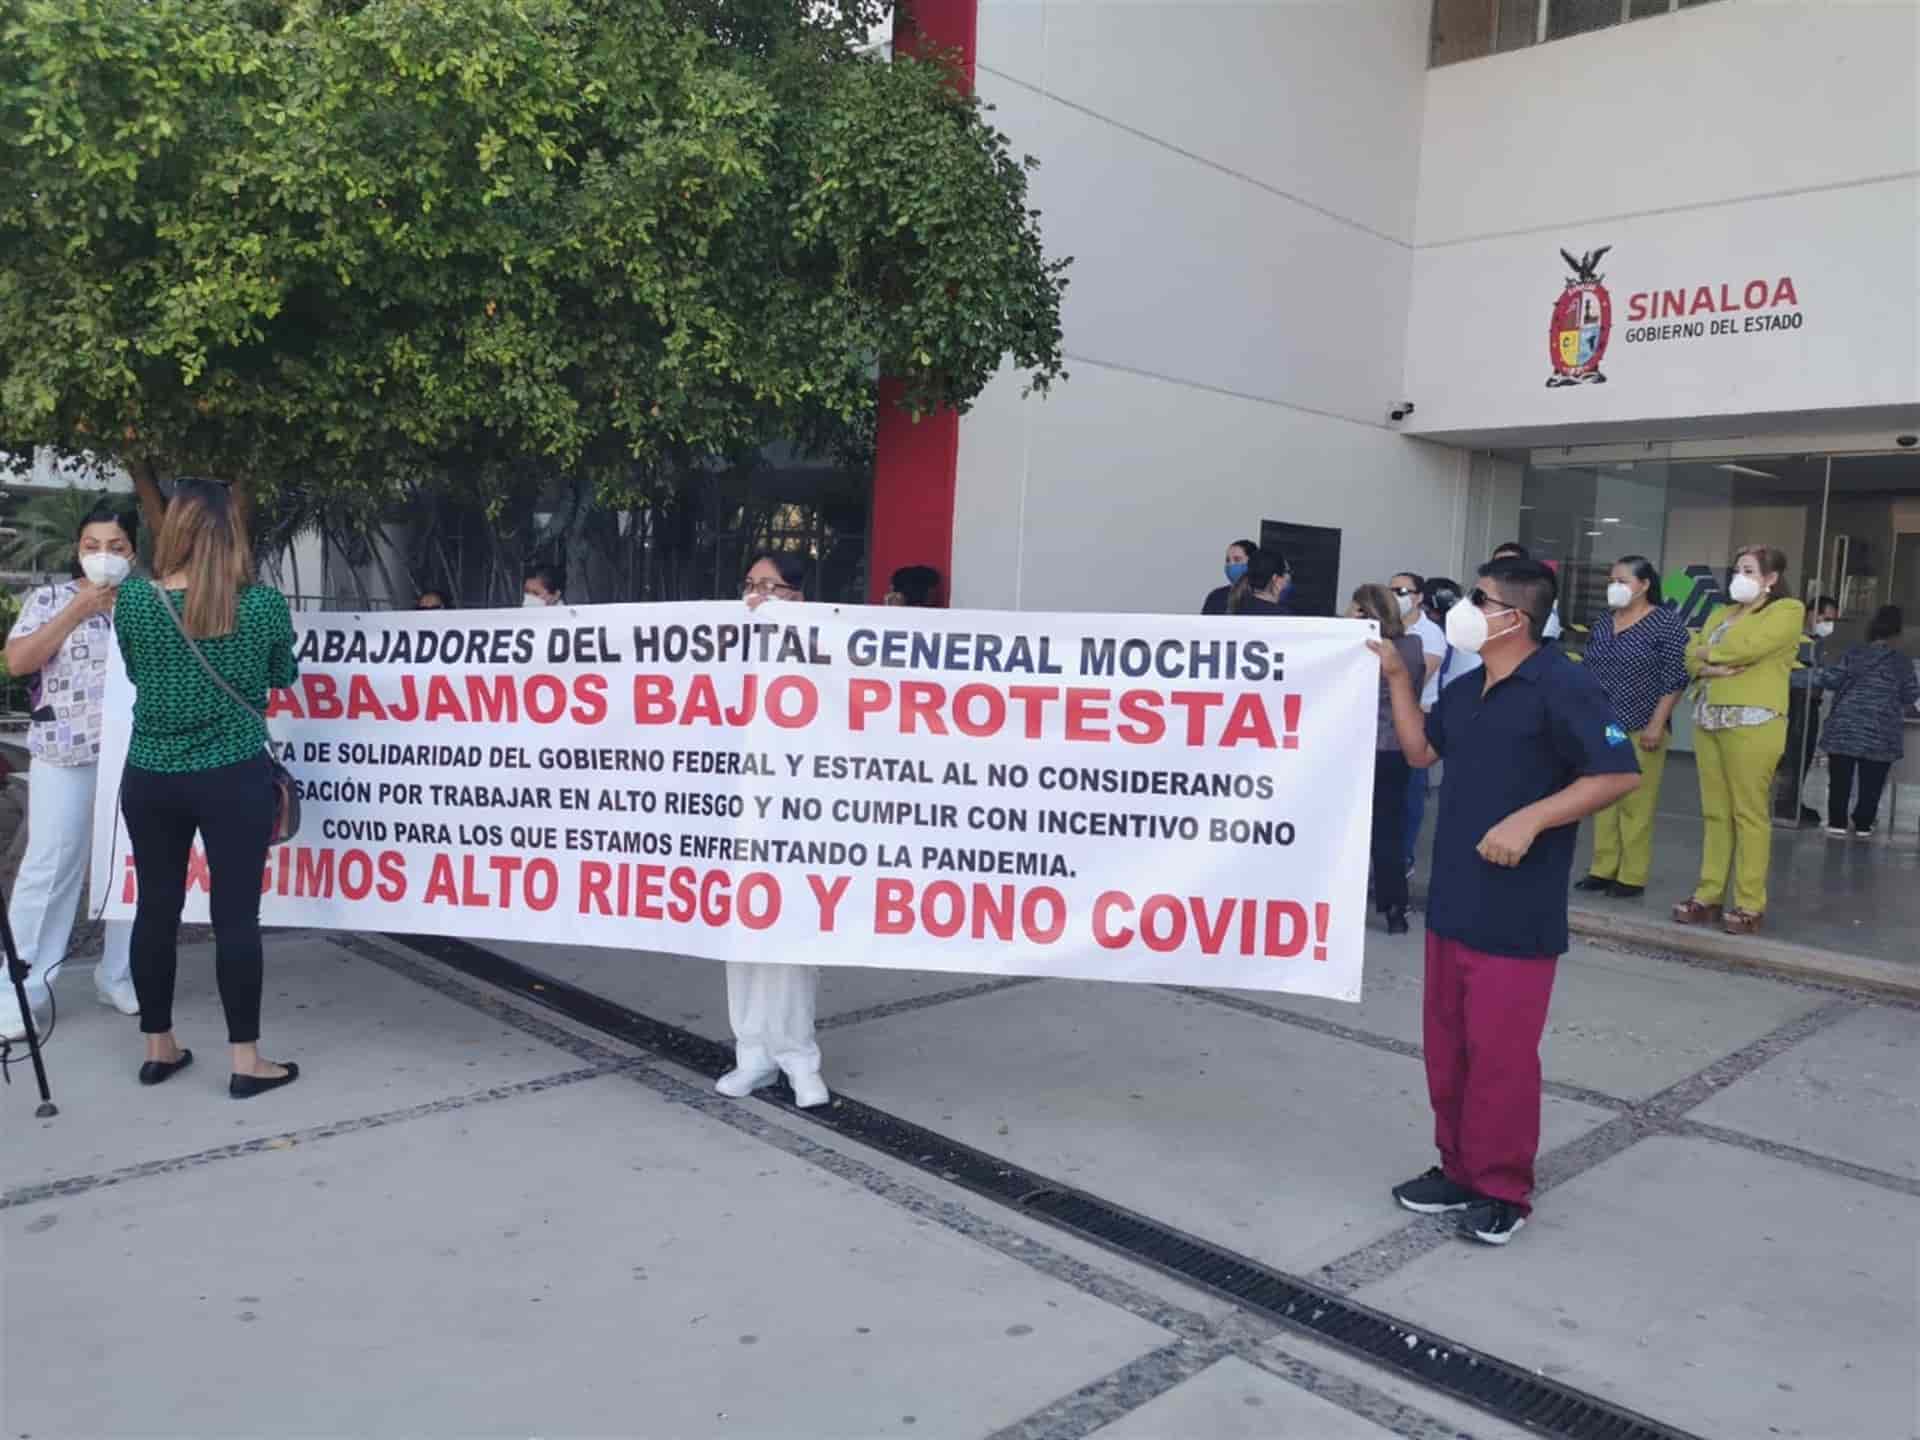 SINALOA
GOBIERNO DEL ESTADO
RABAJADORES DEL HOSPITAL GENERAL MOCHIS:
ABAJAMOS BAJO PROTESTA!
TA DE SOLIDARIDAD DEL GOBIERNO FEDERAL Y ESTATAL AL NO CONSIDERANOS
SACIÓN POR TRABAJAR EN ALTO RIESGO Y NO CUMPLIR CON INCENTIVO BONO
COVID PARA LOS QUE ESTAMOS ENFRENTANDO LA PANDEMIA.
GIMOS ALTO RIESGO Y BONO COVID!